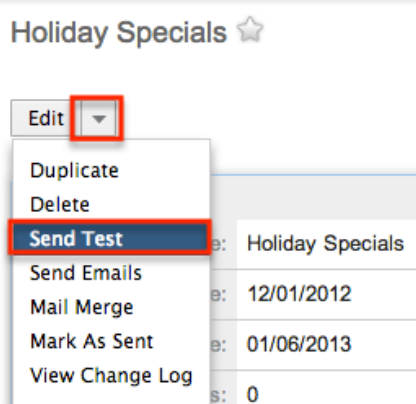 Holiday Specials
Edit
Duplicate
Delete
Send Test
e: Holiday Specials
Send Emails
e: 12/01/2012
Mail Merge
Mark As Sent
e: 01/06/2013
View Change Log
s: 0